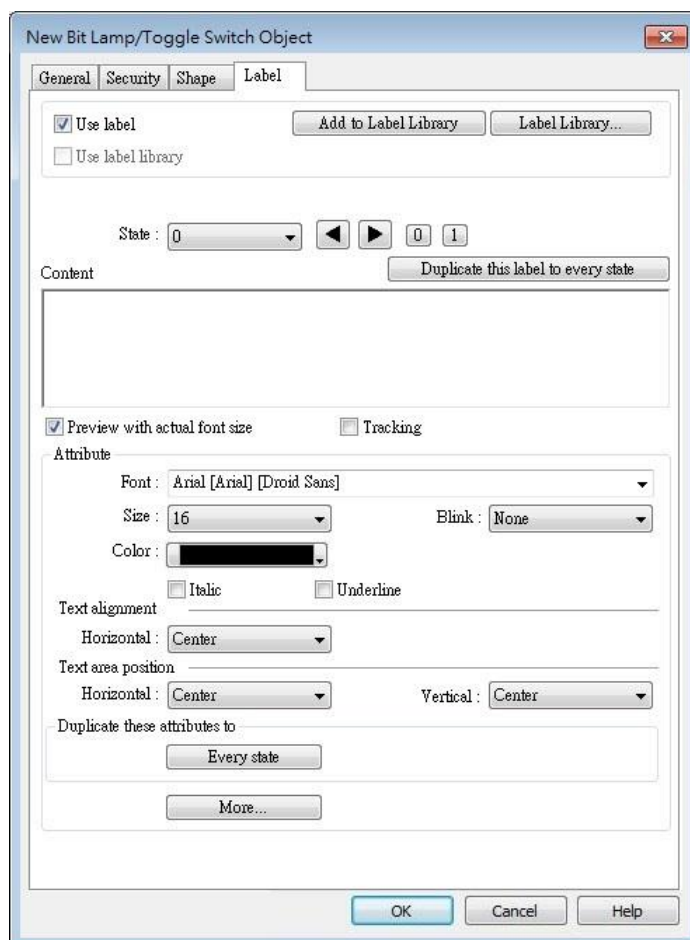 New Bit Lamp/Toggle Switch Object
General Security Shape Label
Use label Add to Label Library Label Library...
Use label library
State : 0 0 1
Content Duplicate this label to every state
Preview with actual font size Tracking
Attribute
Font : Arial [Arial] [Droid Sans]
Size : 16 Blink : None
Color :
Italic Underline
Text alignment
Horizontal : Center
Text area position
Horizontal : Center Vertical : Center
Duplicate these attributes to
Every state
More...
OK Cancel Help